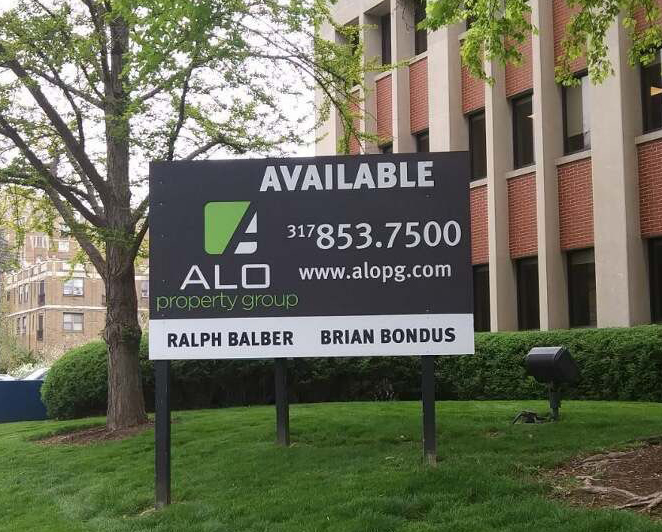 AVAILABLE
317853.7500
ALO
www.alopg.com
property group
RALPH BALBER BRIAN BONDUS